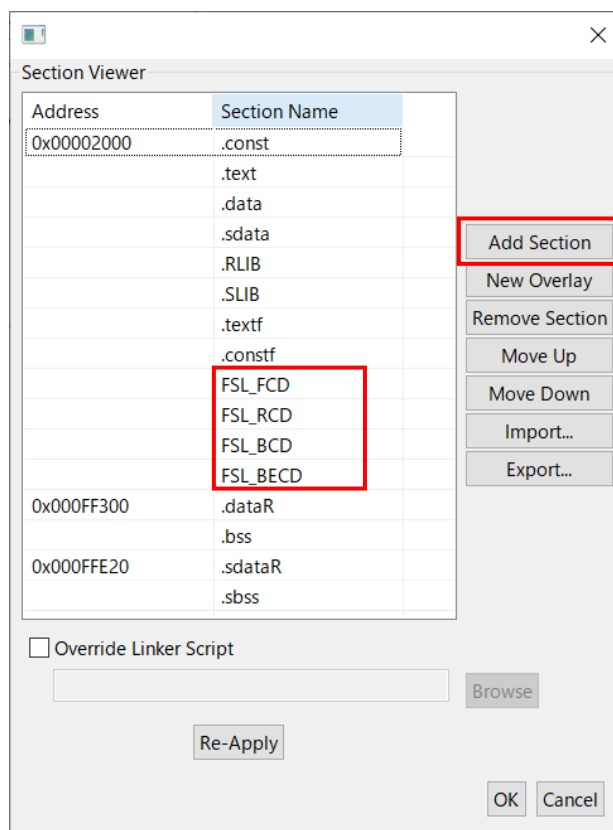 Section Viewer
Address Section Name
0x00002000 .const
.text
.data
.sdata
.RLIB
.SLIB
.textf
.constf
FSL_FCD
FSL_RCD
FSL_BCD
FSL_BECD
0x000FF300 .dataR
.bss
0x000FFE20 .sdataR
.sbss
Add Section
New Overlay
Remove Section
Move Up
Move Down
Import...
Export...
Override Linker Script
Browse
Re-Apply
OK Cancel